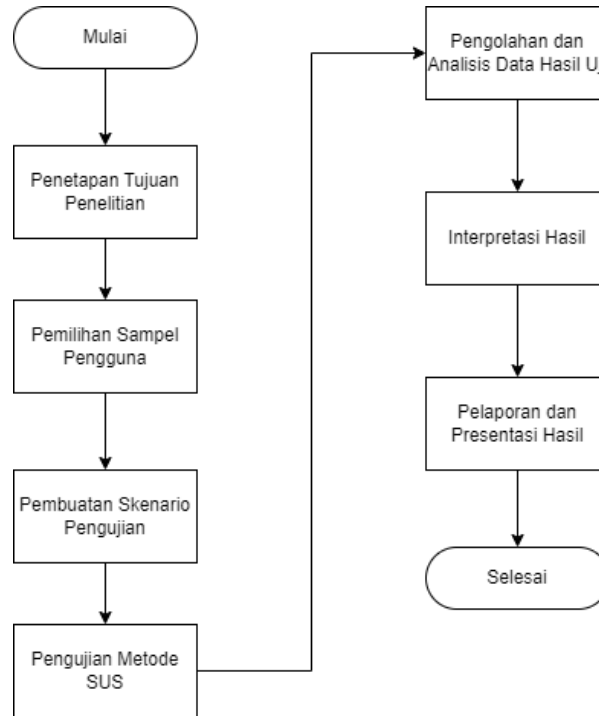 Mulai
Penetapan Tujuan
Penelitian
Pemilihan Sampel
Pengguna
Pembuatan Skenario
Pengujian
Pengujian Metode
SUS
Pengolahan dan
Analisis Data Hasil Uj
Interpretasi Hasil
Pelaporan dan
Presentasi Hasil
Selesai